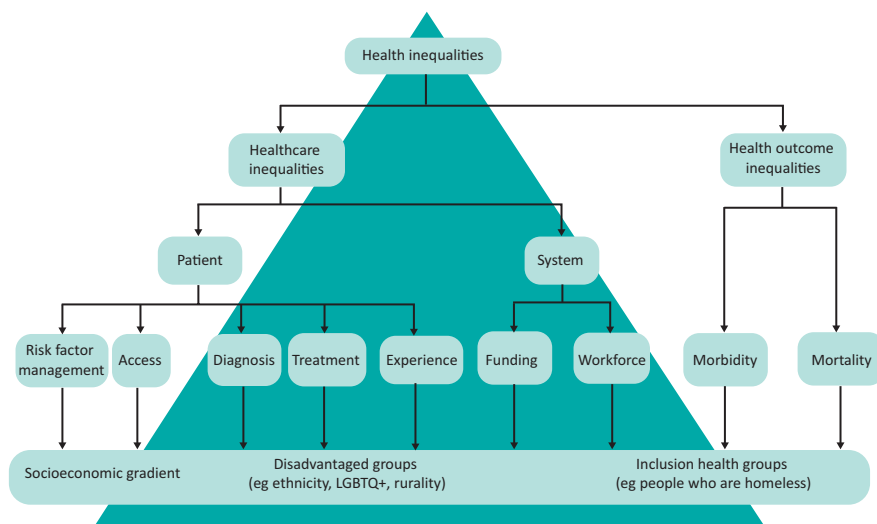 Health inequalities
Healthcare
inequalities
Health outcome
inequalities
Patient
System
Risk factor
management
Access
Diagnosis
Treatment
Experience
Funding
Workforce
Morbidity
Mortality
Socioeconomic gradient
Disadvantaged groups
(eg ethnicity, LGBTQ+, rurality)
Inclusion health groups
(eg people who are homeless)